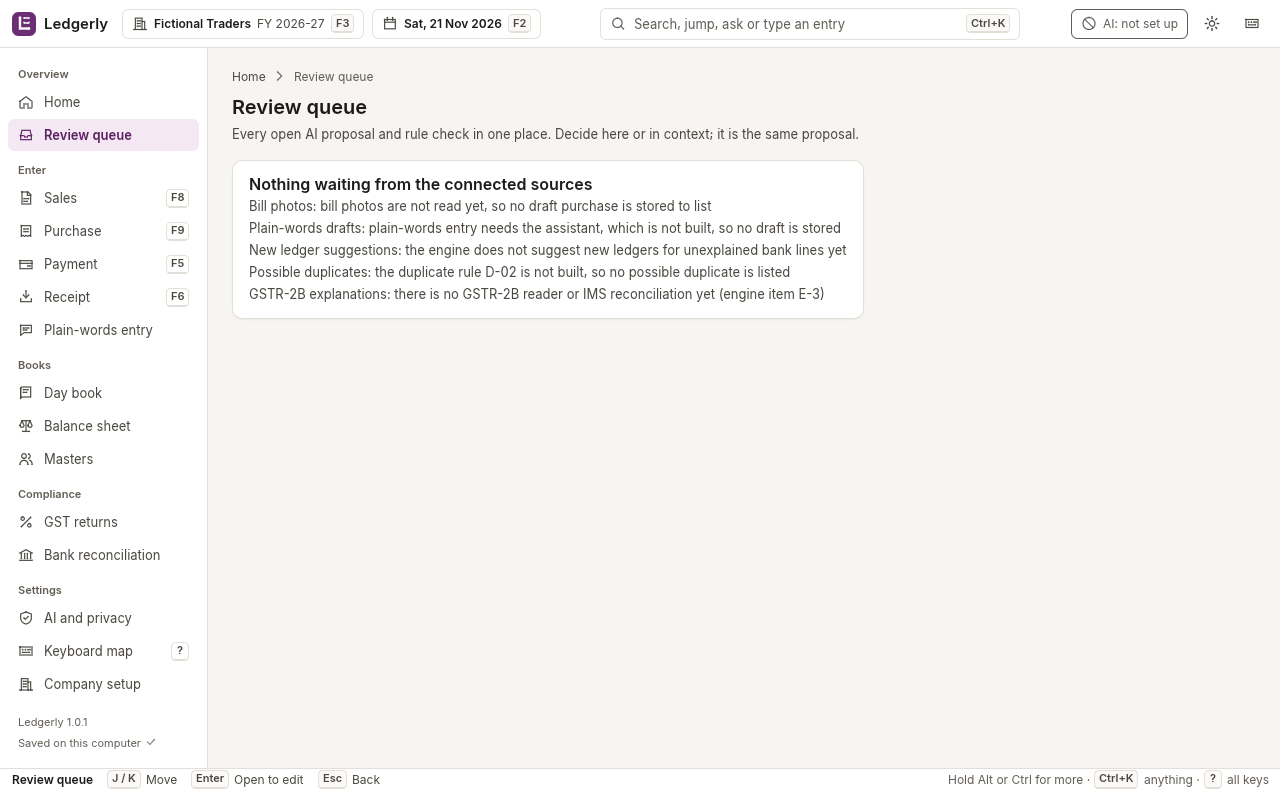 Ledgerly
Fictional Traders FY 2026-27 F3
Sat, 21 Nov 2026 F2
Search, jump, ask or type an entry Ctrl+K
AI: not set up
Overview
Home
Review queue
Enter
Sales F8
Purchase F9
Payment F5
Receipt F6
Plain-words entry
Books
Day book
Balance sheet
Masters
Compliance
GST returns
Bank reconciliation
Settings
AI and privacy
Keyboard map ?
Company setup
Ledgerly 1.0.1
Saved on this computer
Home Review queue
Review queue
Every open AI proposal and rule check in one place. Decide here or in context; it is the same proposal.
Nothing waiting from the connected sources
Bill photos: bill photos are not read yet, so no draft purchase is stored to list
Plain-words drafts: plain-words entry needs the assistant, which is not built, so no draft is stored
New ledger suggestions: the engine does not suggest new ledgers for unexplained bank lines yet
Possible duplicates: the duplicate rule D-02 is not built, so no possible duplicate is listed
GSTR-2B explanations: there is no GSTR-2B reader or IMS reconciliation yet (engine item E-3)
Review queue J / K Move Enter Open to edit Esc Back
Hold Alt or Ctrl for more · Ctrl+K anything · ? all keys